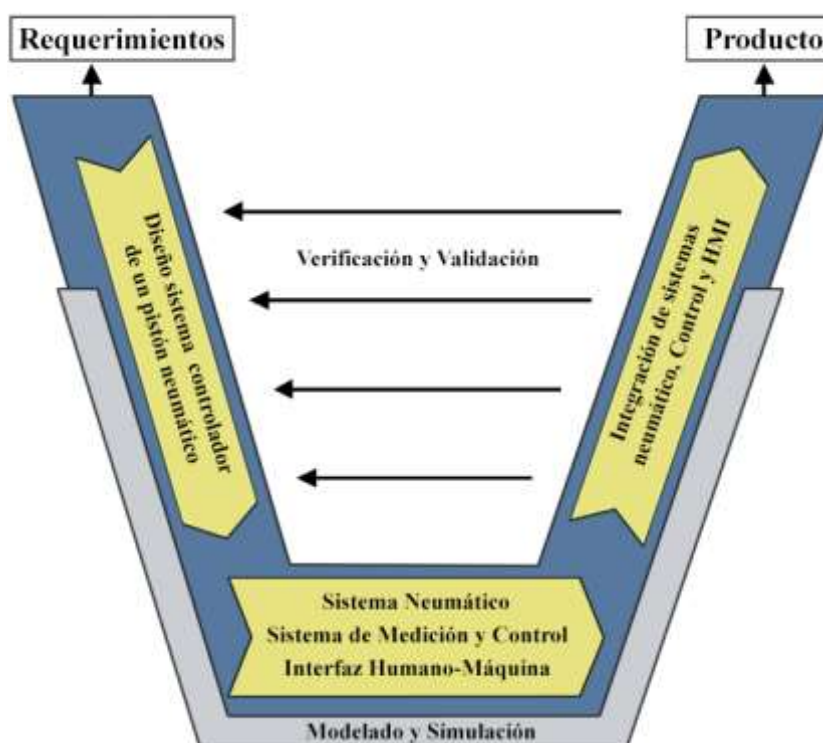 Requerimientos
Producto
Diseño sistema controlador
de un pistón neumático
Verificación y Validación
Integración de sistemas
neumático, Control y HMI
Sistema Neumático
Sistema de Medición y Control
Interfaz Humano-Máquina
Modelado y Simulación